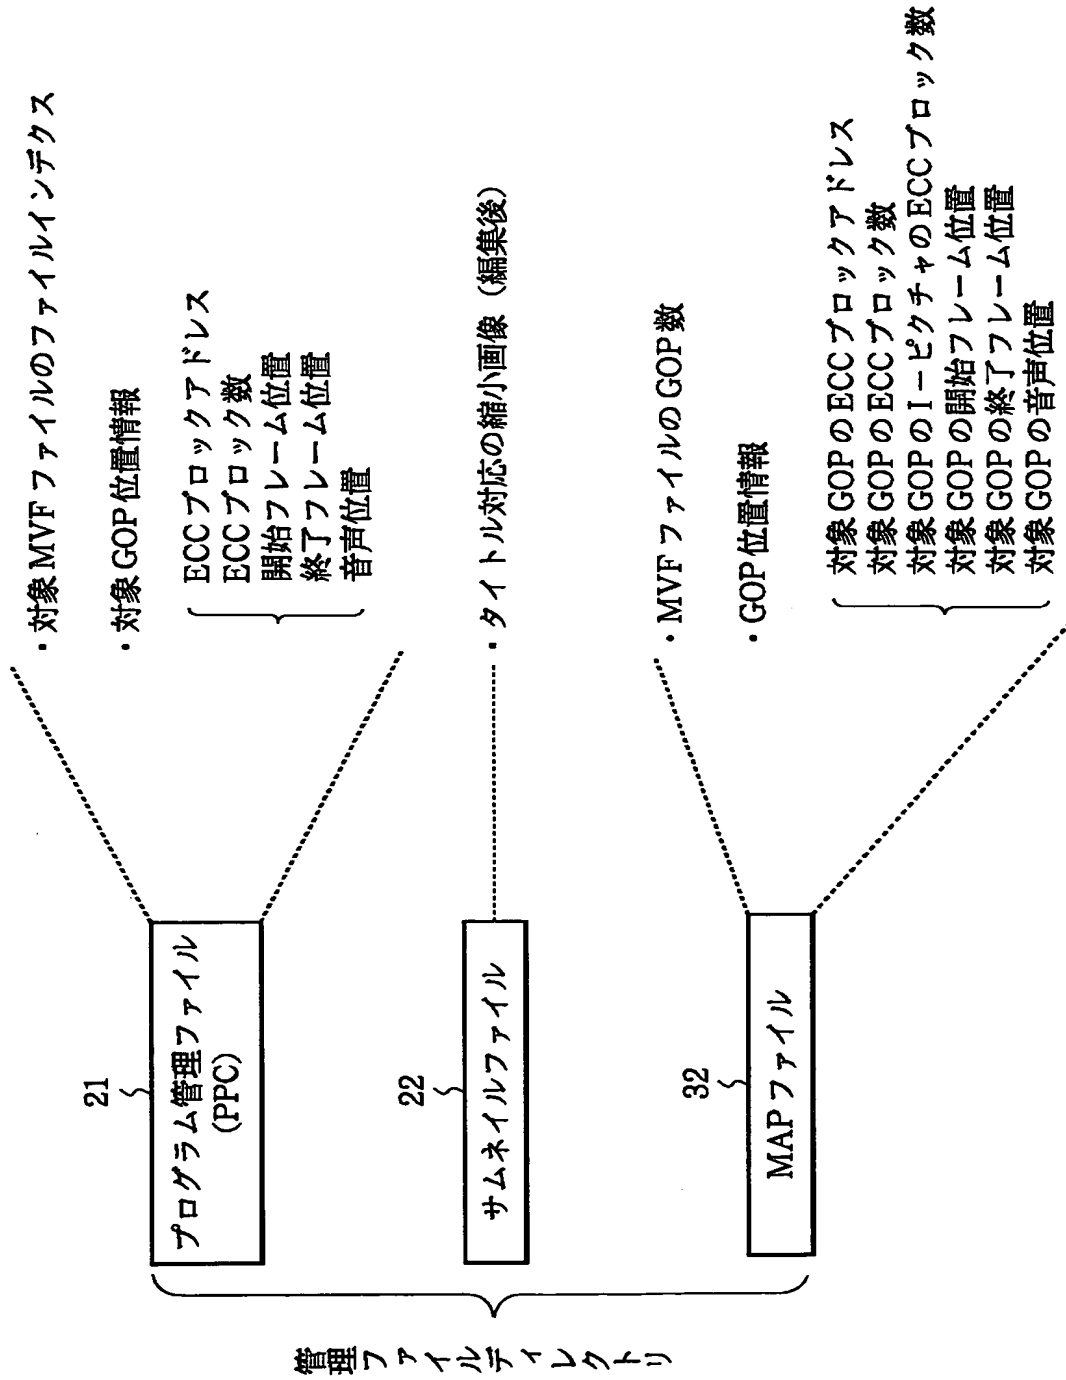 管理ファイルディレクトリ
21
プログラム管理ファイル
(PPC)
・対象MVFファイルのファイルインデクス
・対象GOP位置情報
ECCブロックアドレス
ECCブロック数
開始フレーム位置
終了フレーム位置
音声位置
22
サムネイルファイル
・タイトル対応の縮小画像（編集後）
32
MAPファイル
・MVFファイルのGOP数
・GOP位置情報
対象GOPのECCブロックアドレス
対象GOPのECCブロック数
対象GOPのI－ピクチャのECCブロック数
対象GOPの開始フレーム位置
対象GOPの終了フレーム位置
対象GOPの音声位置